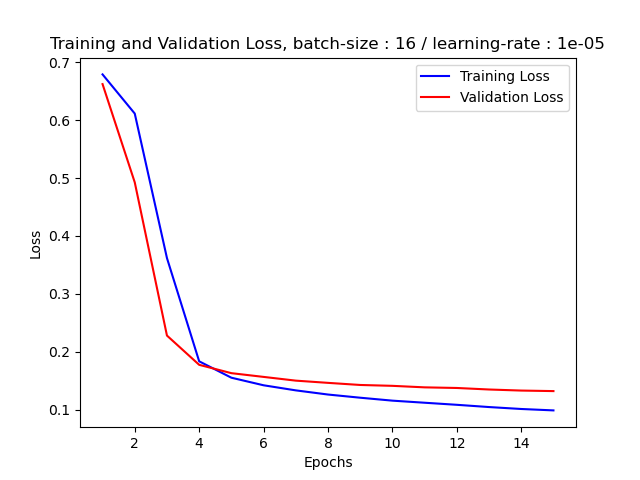 Training and Validation Loss, batch-size : 16 / learning-rate : 1e-05
Training Loss
Validation Loss
0.7
0.6
0.5
0.4
0.3
0.2
0.1
Loss
2 4 6 8 10 12 14
Epochs